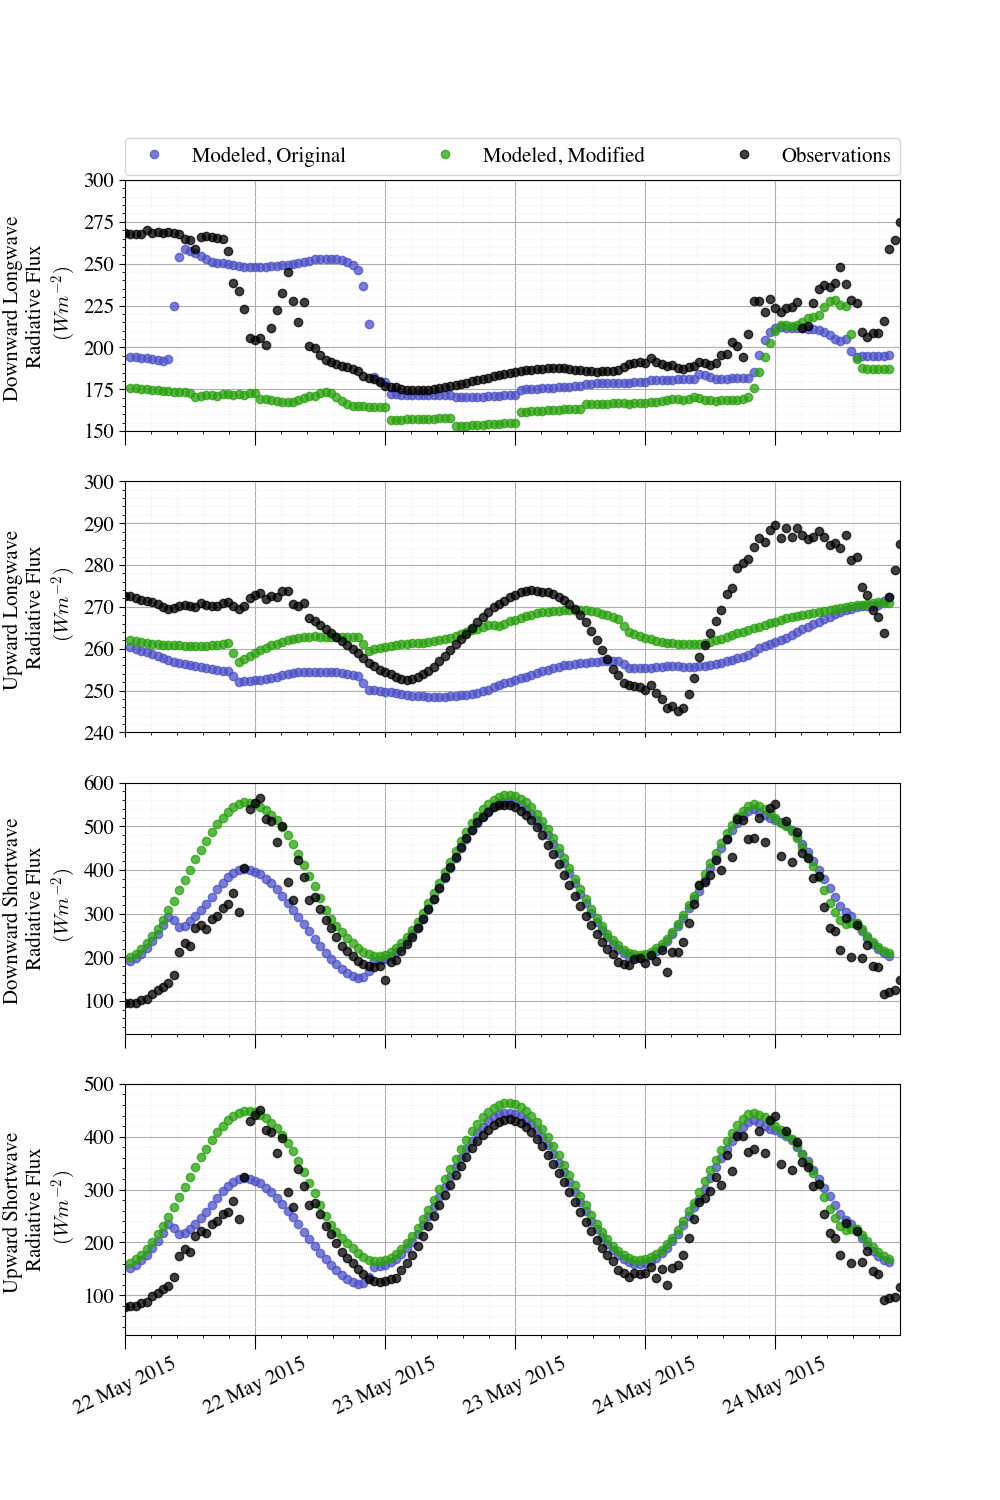 Modeled, Original Modeled, Modified Observations
300
275
250
225
200
175
150
Downward Longwave
Radiative Flux
(Wm⁻²)
300
290
280
270
260
250
240
Upward Longwave
Radiative Flux
(Wm⁻²)
600
500
400
300
200
100
Downward Shortwave
Radiative Flux
(Wm⁻²)
500
400
300
200
100
Upward Shortwave
Radiative Flux
(Wm⁻²)
22 May 2015 22 May 2015 23 May 2015 23 May 2015 24 May 2015 24 May 2015